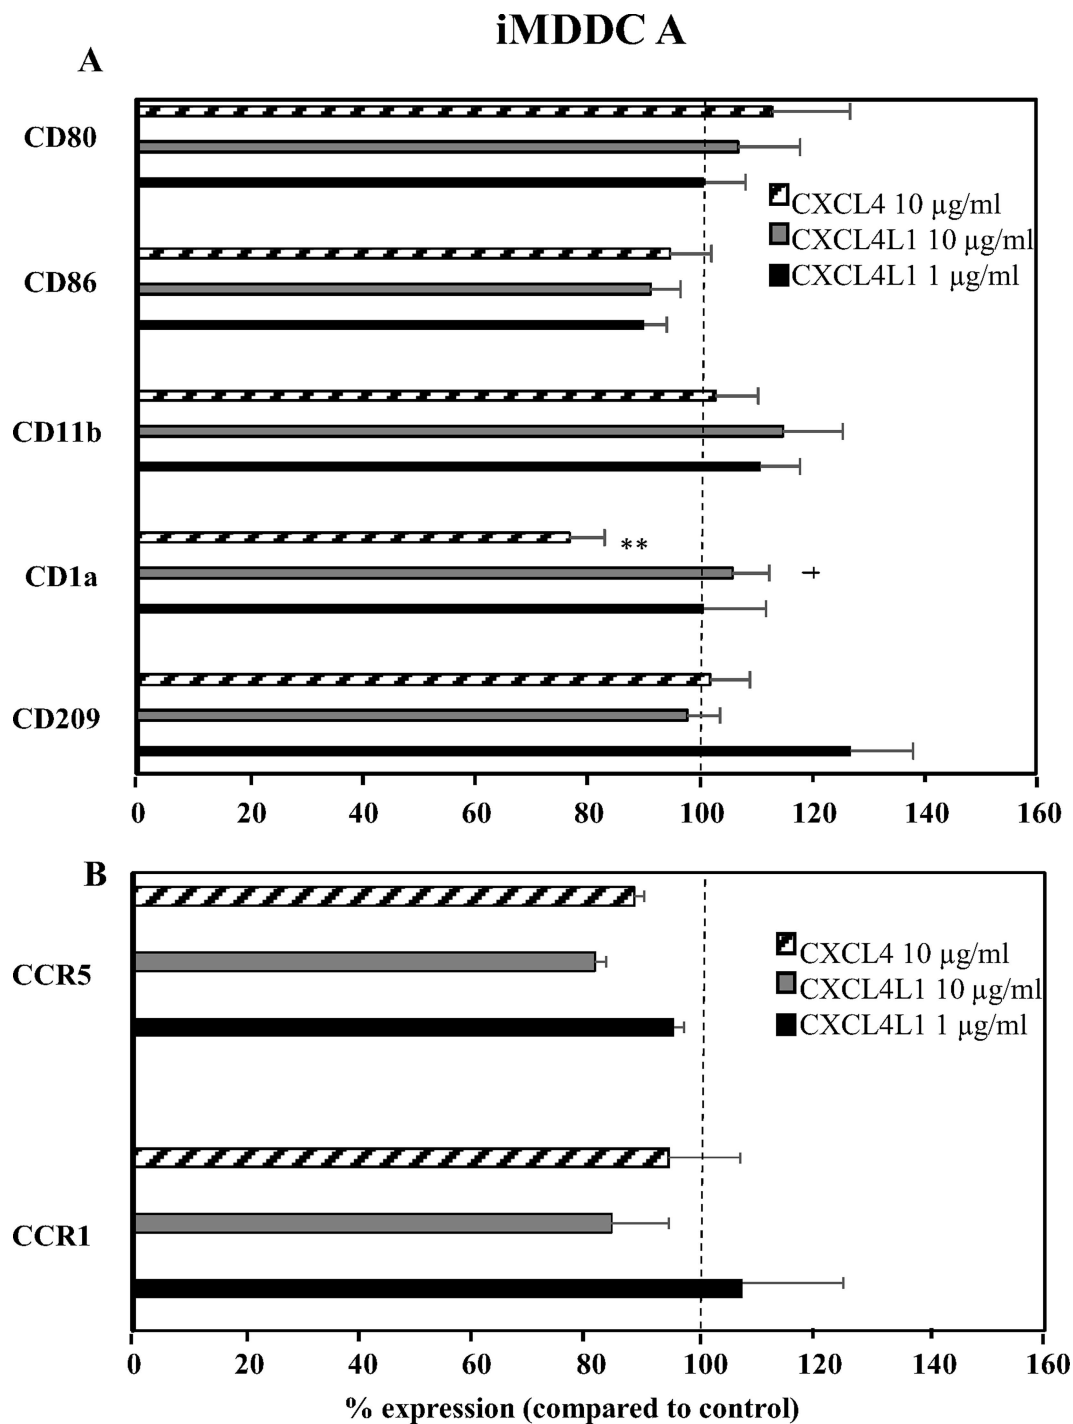 iMDDC A
A
CD80
CXCL4 10 µg/ml
CXCL4L1 10 µg/ml
CXCL4L1 1 µg/ml
CD86
CD11b
**
CD1a
+
CD209
0 20 40 60 80 100 120 140 160
B
CXCL4 10 µg/ml
CCR5
CXCL4L1 10 µg/ml
CXCL4L1 1 µg/ml
CCR1
0 20 40 60 80 100 120 140 160
% expression (compared to control)